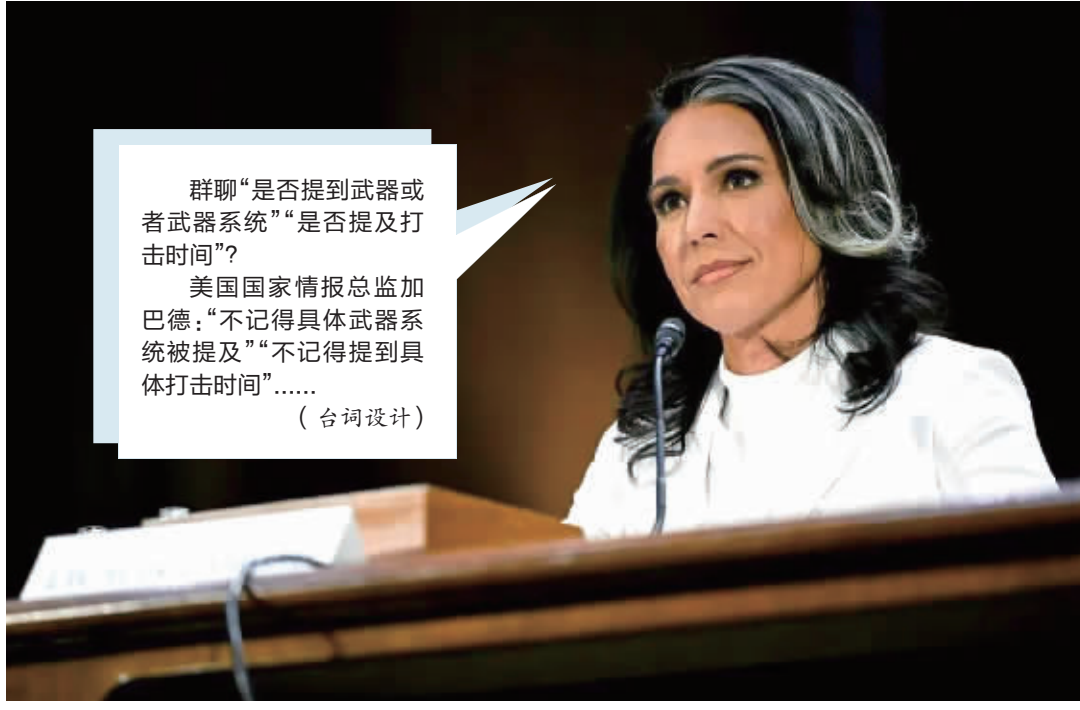 群聊“是否提到武器或
者武器系统”“是否提及打
击时间”？
美国国家情报总监加
巴德：“不记得具体武器系
统被提及”“不记得提到具
体打击时间”……
（台词设计）